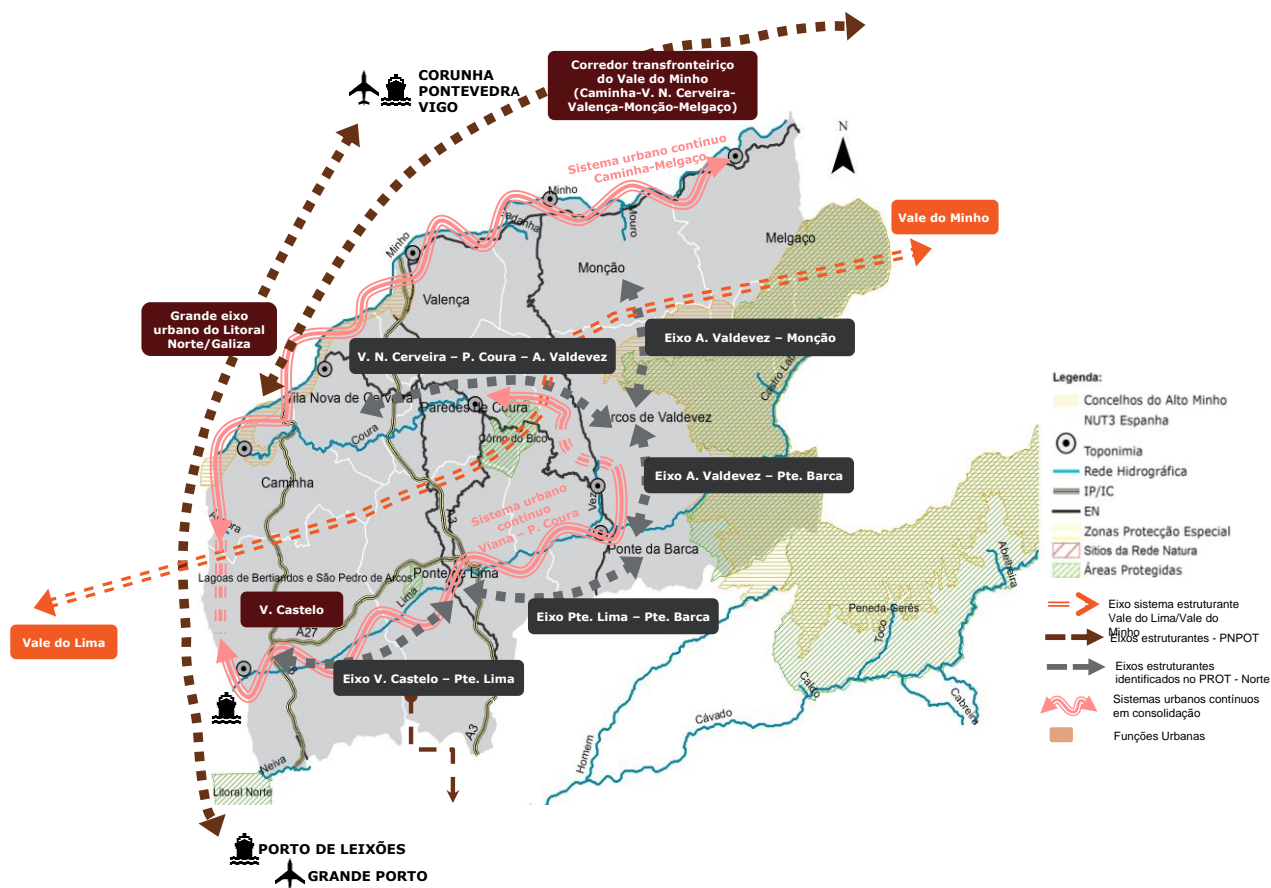 CORUNHA
PONTEVEDRA
VIGO
Corredor transfronteiriço
do Vale do Minho
(Caminha-V. N. Cerveira-
Valença-Monção-Melgaço)
N
Sistema urbano contínuo
Caminha-Melgaço
Minho
Mouro
Minho
Vale do Minho
Melgaço
Monção
Valença
Grande eixo
urbano do Litoral
Norte/Galiza
Eixo A. Valdevez – Monção
V. N. Cerveira – P. Coura – A. Valdevez
Castro Lab
Vila Nova de Cerveira
Paredes de Coura
Arcos de Valdevez
Coura
Corno do Bico
Caminha
Eixo A. Valdevez – Pte. Barca
Vez
Sistema urbano
contínuo
Viana – P. Coura
Ponte da Barca
Lagoas de Bertiandos e São Pedro de Arcos
Ponte de Lima
Lima
V. Castelo
A27
Eixo Pte. Lima – Pte. Barca
Vale do Lima
Eixo V. Castelo – Pte. Lima
A3
Neiva
Litoral Norte
Homem
Cávado
Caldo
Toco
Peneda-Gerês
Abelheira
Cabreira
PORTO DE LEIXÕES
GRANDE PORTO
Legenda:
Concelhos do Alto Minho
NUT3 Espanha
Toponimia
Rede Hidrográfica
IP/IC
EN
Zonas Protecção Especial
Sitios da Rede Natura
Áreas Protegidas
Eixo sistema estruturante
Vale do Lima/Vale do
Minho
Eixos estruturantes - PNPOT
Eixos estruturantes
identificados no PROT - Norte
Sistemas urbanos contínuos
em consolidação
Funções Urbanas